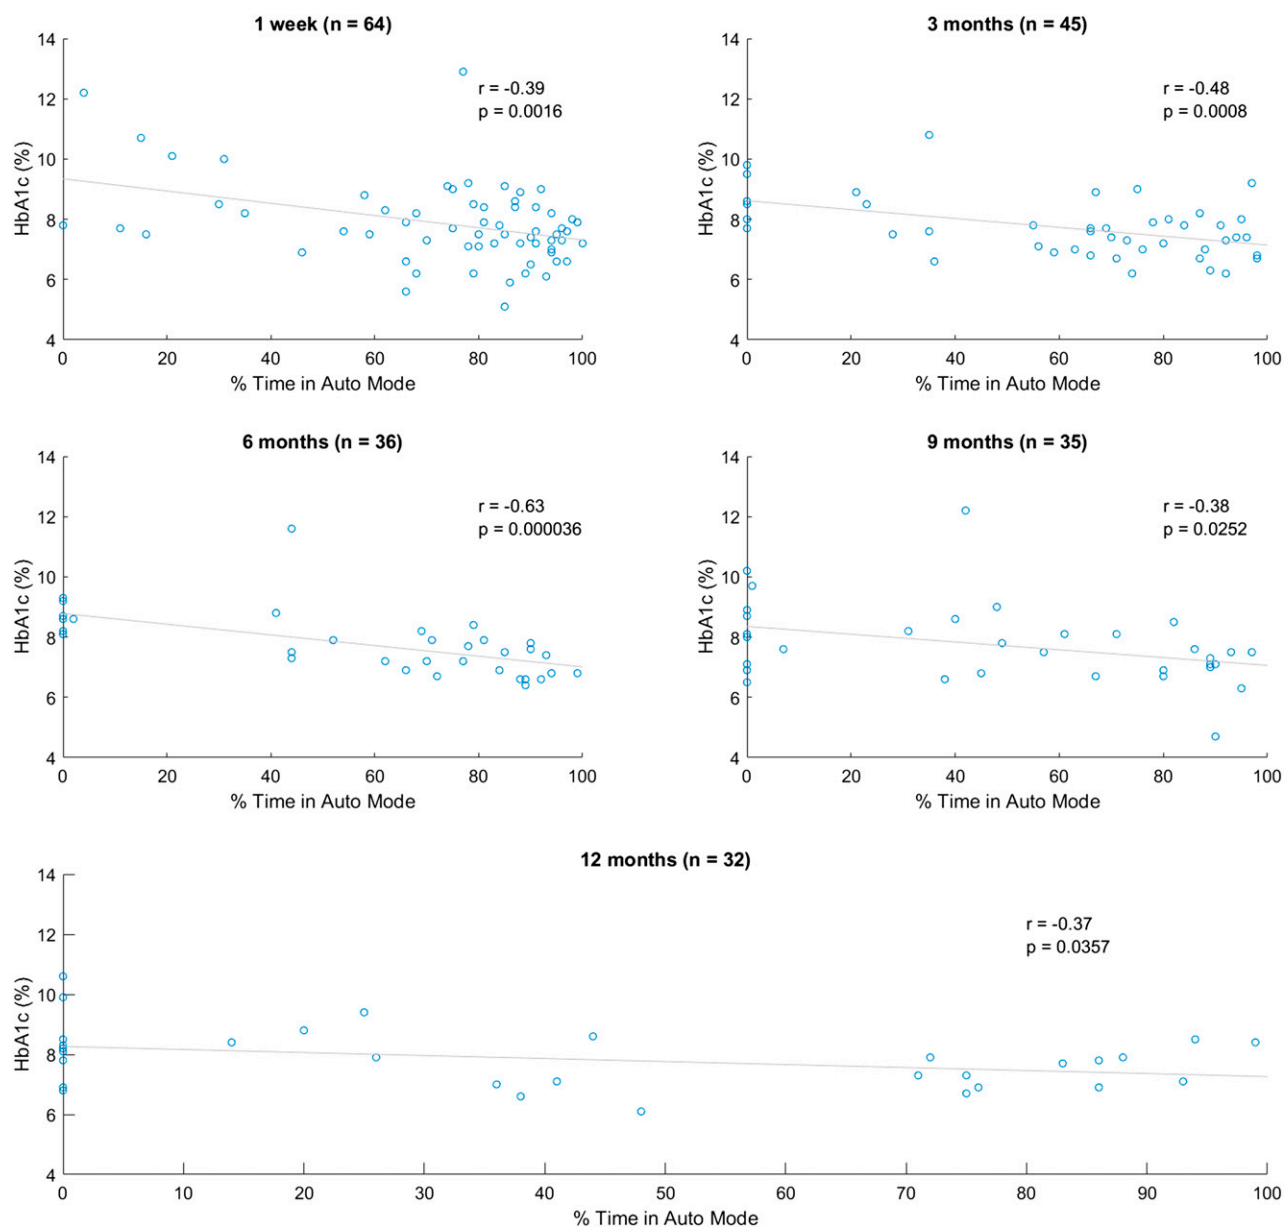 1 week (n = 64)
14
12
10
8
6
4
HbA1c (%)
r = -0.39
p = 0.0016
0 20 40 60 80 100
% Time in Auto Mode
3 months (n = 45)
14
12
10
8
6
4
HbA1c (%)
r = -0.48
p = 0.0008
0 20 40 60 80 100
% Time in Auto Mode
6 months (n = 36)
14
12
10
8
6
4
HbA1c (%)
r = -0.63
p = 0.000036
0 20 40 60 80 100
% Time in Auto Mode
9 months (n = 35)
14
12
10
8
6
4
HbA1c (%)
r = -0.38
p = 0.0252
0 20 40 60 80 100
% Time in Auto Mode
12 months (n = 32)
14
12
10
8
6
4
HbA1c (%)
r = -0.37
p = 0.0357
0 10 20 30 40 50 60 70 80 90 100
% Time in Auto Mode